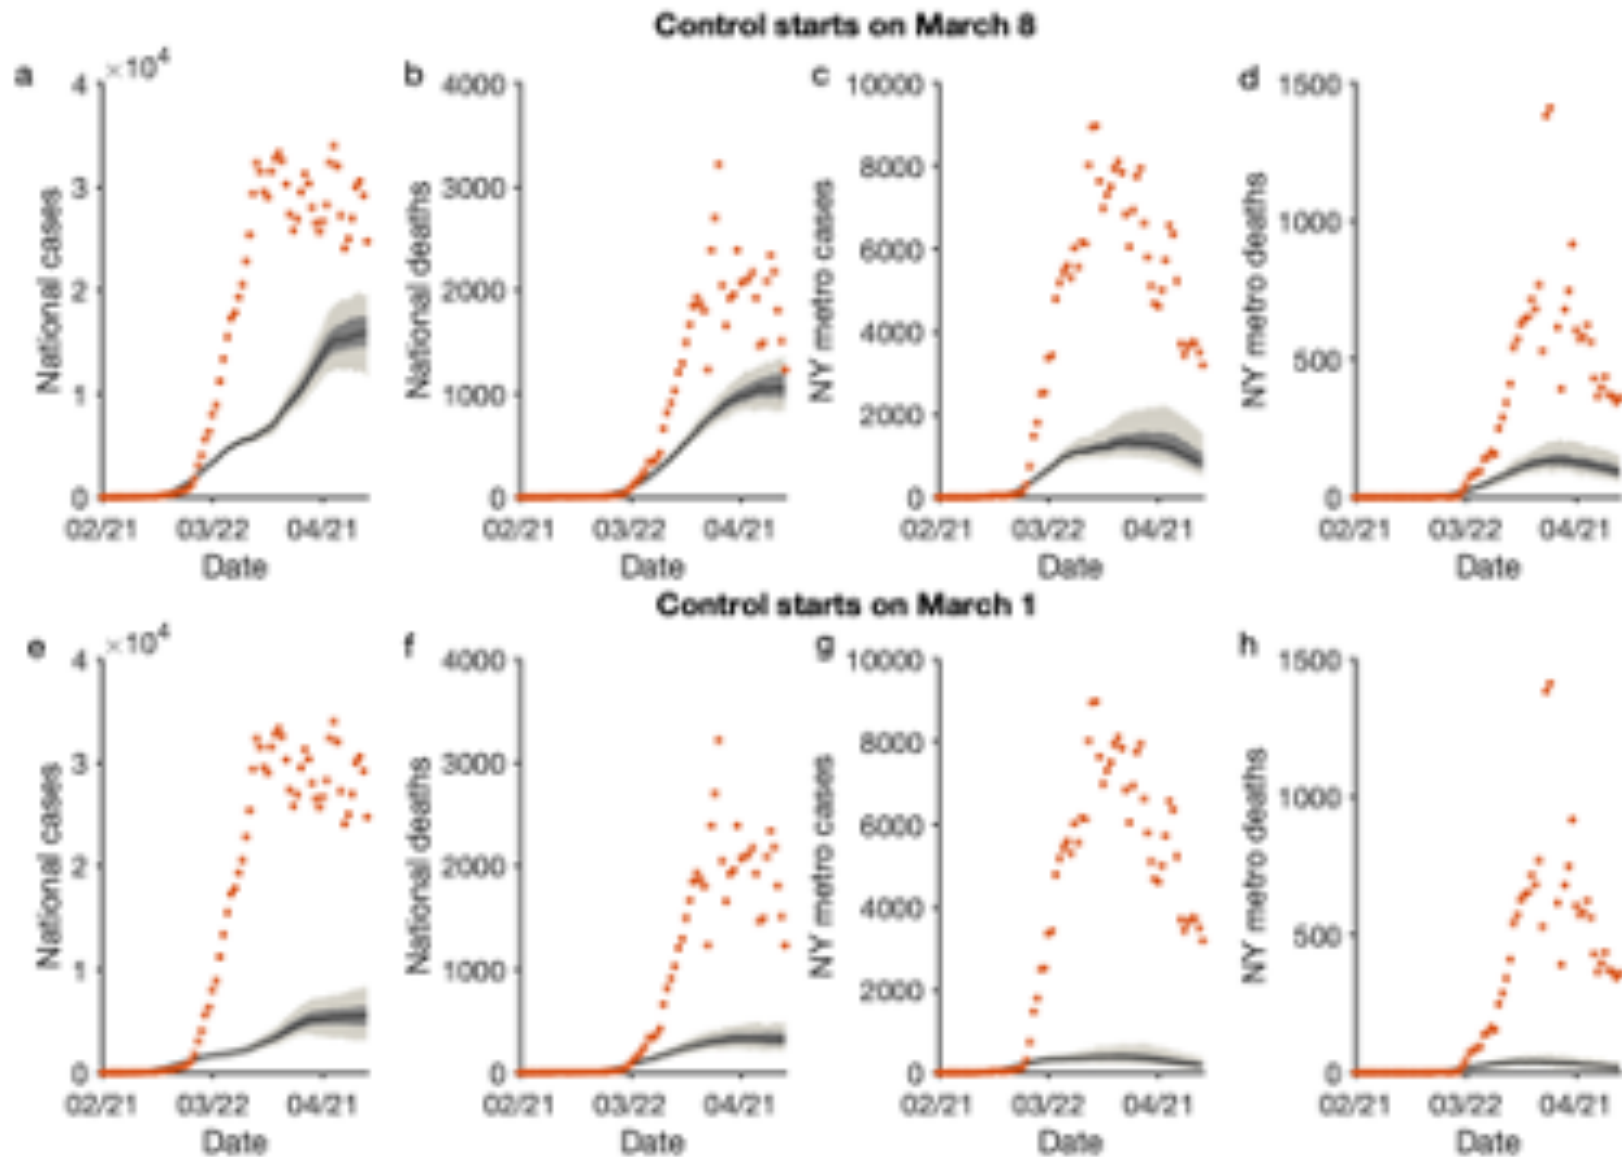 Control starts on March 8
a ×10⁴ b c d
4 4000 10000 1500
3 3000 8000 1000
2 2000 6000 500
1 1000 4000 0
0 0 2000
0
National cases National deaths NY metro cases NY metro deaths
02/21 03/22 04/21 02/21 03/22 04/21 02/21 03/22 04/21 02/21 03/22 04/21
Date Date Date Date
Control starts on March 1
e ×10⁴ f g h
4 4000 10000 1500
3 3000 8000 1000
2 2000 6000 500
1 1000 4000 0
0 0 2000
0
National cases National deaths NY metro cases NY metro deaths
02/21 03/22 04/21 02/21 03/22 04/21 02/21 03/22 04/21 02/21 03/22 04/21
Date Date Date Date